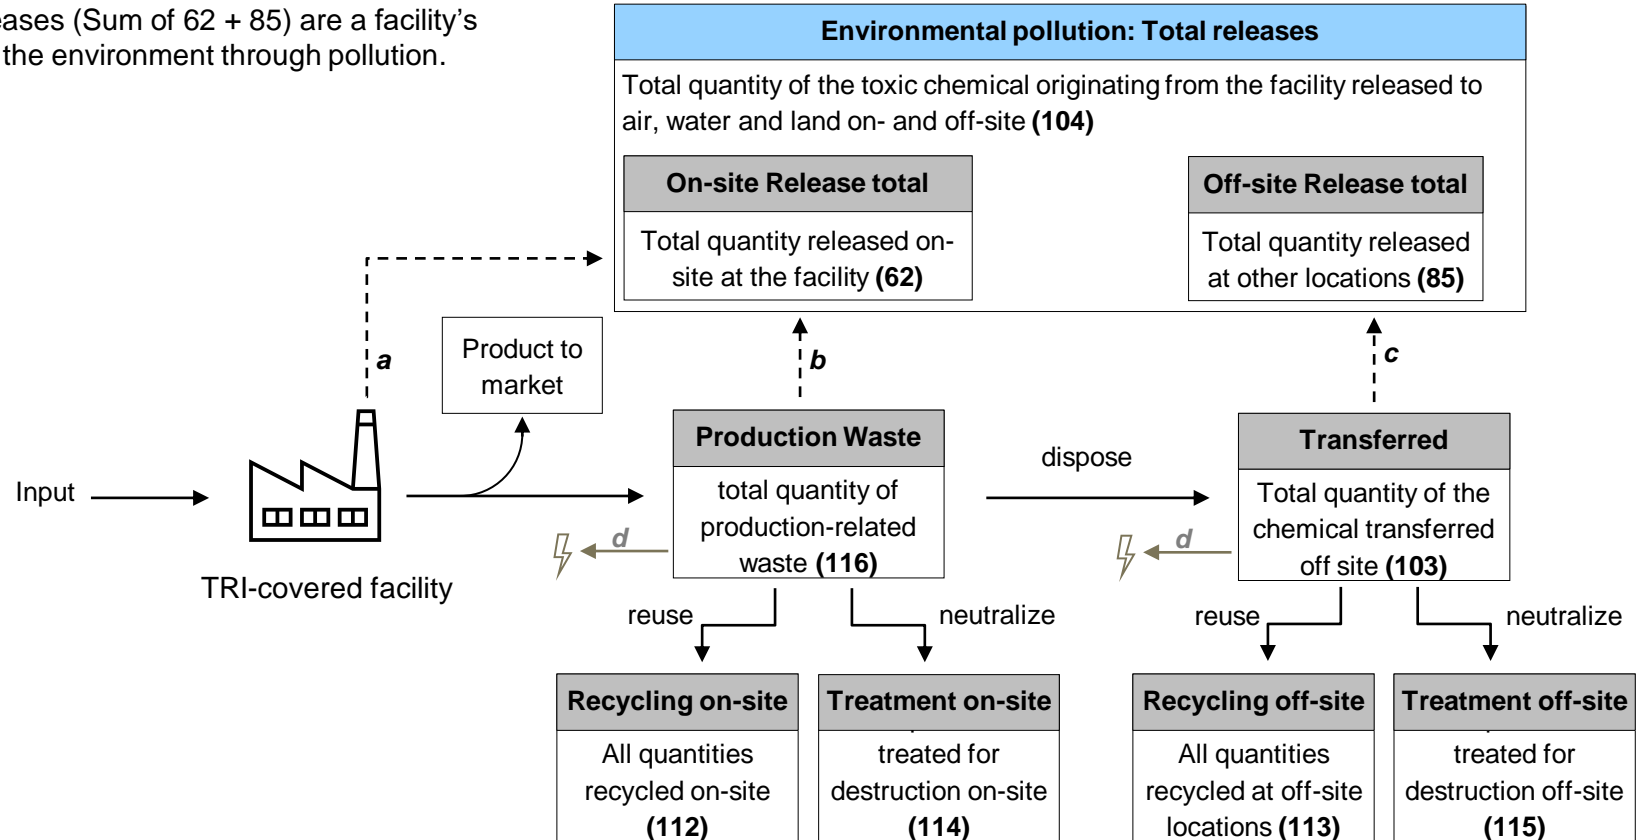 eases (Sum of 62 + 85) are a facility's
the environment through pollution.
Environmental pollution: Total releases
Total quantity of the toxic chemical originating from the facility released to
air, water and land on- and off-site (104)
On-site Release total
Total quantity released on-
site at the facility (62)
Off-site Release total
Total quantity released
at other locations (85)
a
Product to
market
b
c
Input
TRI-covered facility
Production Waste
total quantity of
production-related
waste (116)
d
dispose
Transferred
Total quantity of the
chemical transferred
off site (103)
d
reuse
neutralize
reuse
neutralize
Recycling on-site
All quantities
recycled on-site
(112)
Treatment on-site
treated for
destruction on-site
(114)
Recycling off-site
All quantities
recycled at off-site
locations (113)
Treatment off-site
treated for
destruction off-site
(115)